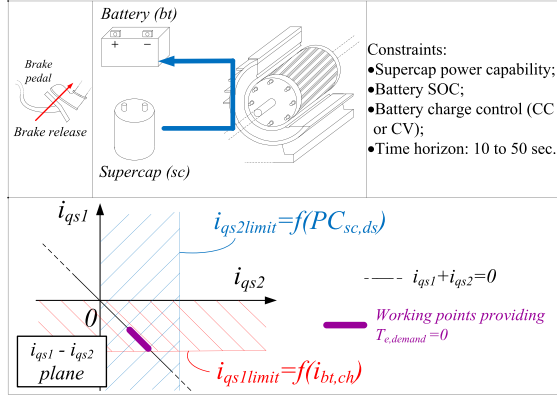 Battery (bt)
+ −
Brake
pedal
Brake release
Supercap (sc)
Constraints:
•Supercap power capability;
•Battery SOC;
•Battery charge control (CC
or CV);
•Time horizon: 10 to 50 sec.
iqs1
iqs2limit=f(PCsc,ds)
iqs2
iqs1+iqs2=0
0
Working points providing
Te,demand=0
iqs1 - iqs2
plane
iqs1limit=f(ibt,ch)